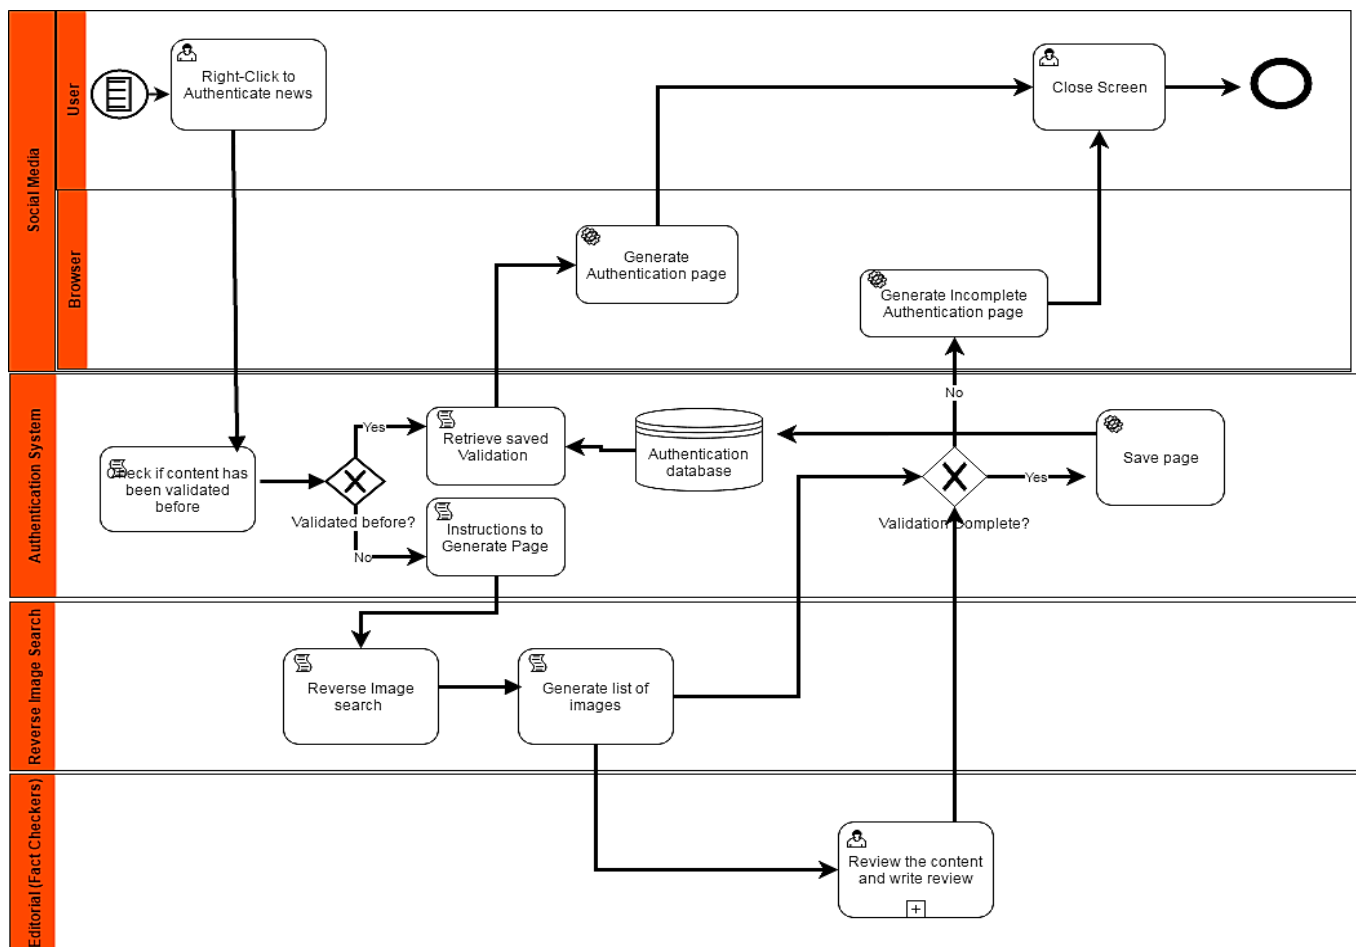 Social Media
User
Right-Click to
Authenticate news
Close Screen
Browser
Generate
Authentication page
Generate Incomplete
Authentication page
No
Authentication System
Check if content has
been validated
before
Yes
Validated before?
No
Retrieve saved
Validation
Instructions to
Generate Page
Authentication
database
Validation Complete?
Yes
Save page
Reverse Image Search
Reverse Image
search
Generate list of
images
Editorial (Fact Checkers)
Review the content
and write review